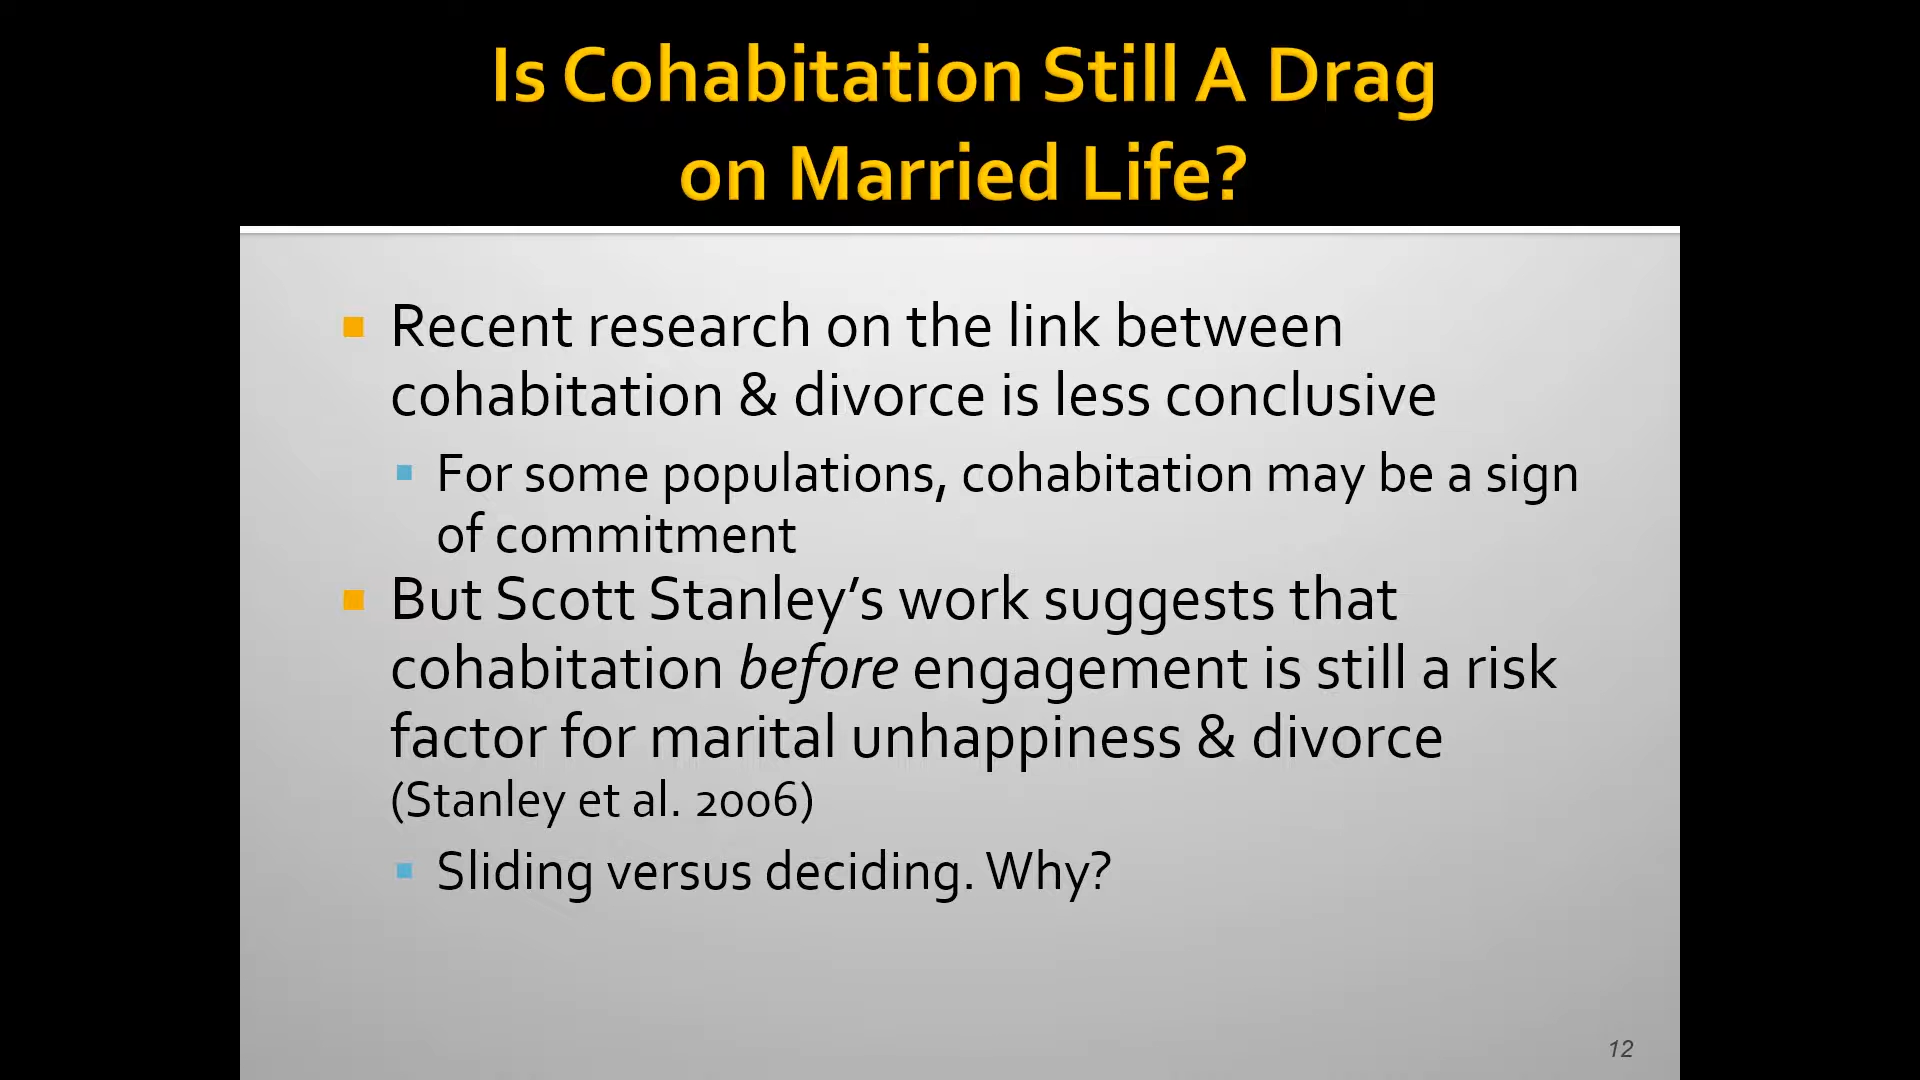 Is Cohabitation Still A Drag
on Married Life?
Recent research on the link between
cohabitation & divorce is less conclusive
For some populations, cohabitation may be a sign
of commitment
But Scott Stanley’s work suggests that
cohabitation before engagement is still a risk
factor for marital unhappiness & divorce
(Stanley et al. 2006)
Sliding versus deciding. Why?
12